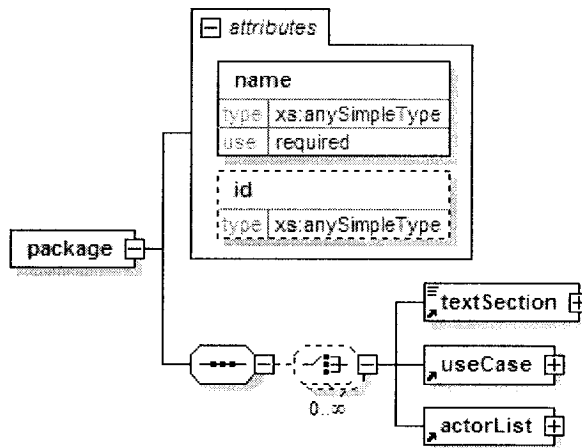 attributes
name
type xs:anySimpleType
use required
id
type xs:anySimpleType
package
textSection
useCase
0..∞
actorList